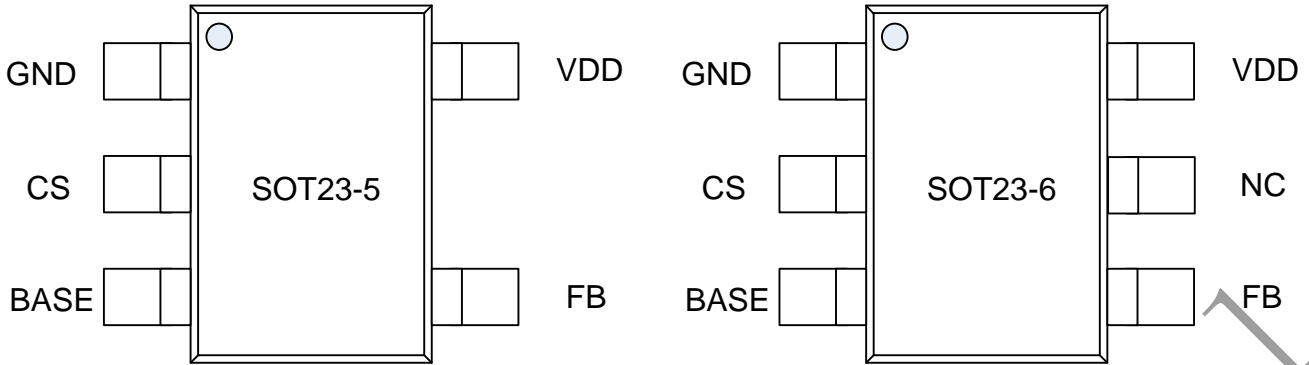 GND VDD GND VDD
CS SOT23-5 CS SOT23-6 NC
BASE FB BASE FB